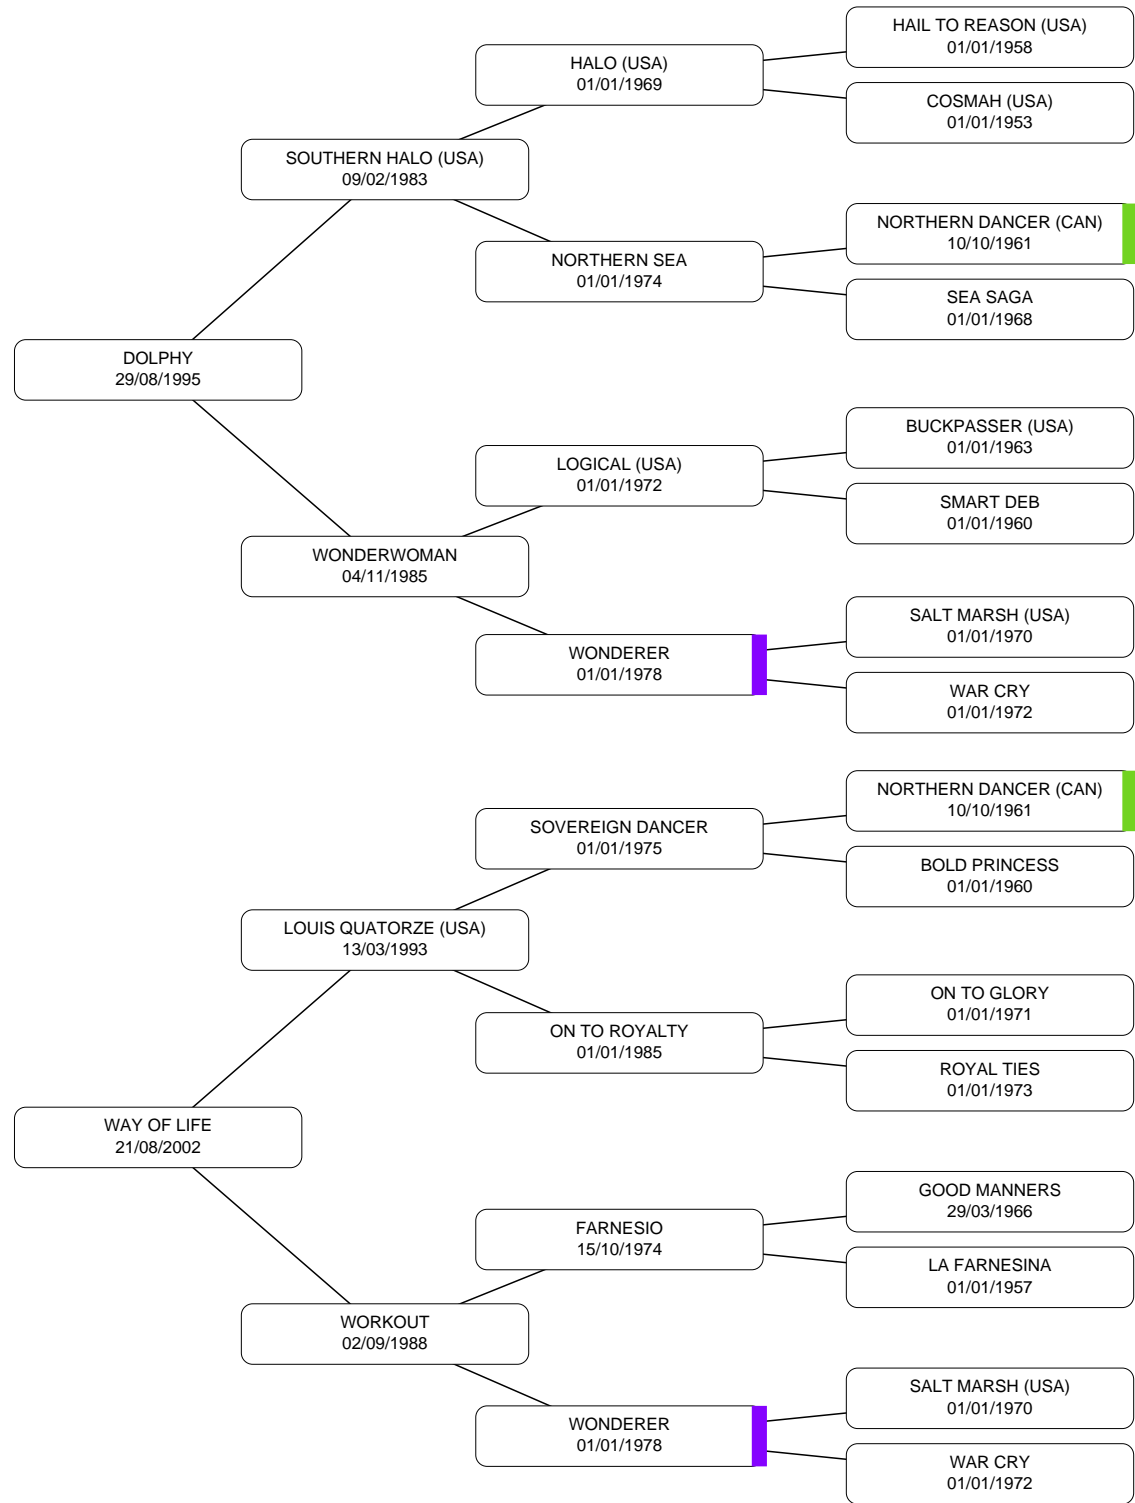 HAIL TO REASON (USA)
01/01/1958
HALO (USA)
01/01/1969
COSMAH (USA)
01/01/1953
SOUTHERN HALO (USA)
09/02/1983
NORTHERN DANCER (CAN)
10/10/1961
NORTHERN SEA
01/01/1974
SEA SAGA
01/01/1968
DOLPHY
29/08/1995
BUCKPASSER (USA)
01/01/1963
LOGICAL (USA)
01/01/1972
SMART DEB
01/01/1960
WONDERWOMAN
04/11/1985
SALT MARSH (USA)
01/01/1970
WONDERER
01/01/1978
WAR CRY
01/01/1972
NORTHERN DANCER (CAN)
10/10/1961
SOVEREIGN DANCER
01/01/1975
BOLD PRINCESS
01/01/1960
LOUIS QUATORZE (USA)
13/03/1993
ON TO GLORY
01/01/1971
ON TO ROYALTY
01/01/1985
ROYAL TIES
01/01/1973
WAY OF LIFE
21/08/2002
GOOD MANNERS
29/03/1966
FARNESIO
15/10/1974
LA FARNESINA
01/01/1957
WORKOUT
02/09/1988
SALT MARSH (USA)
01/01/1970
WONDERER
01/01/1978
WAR CRY
01/01/1972